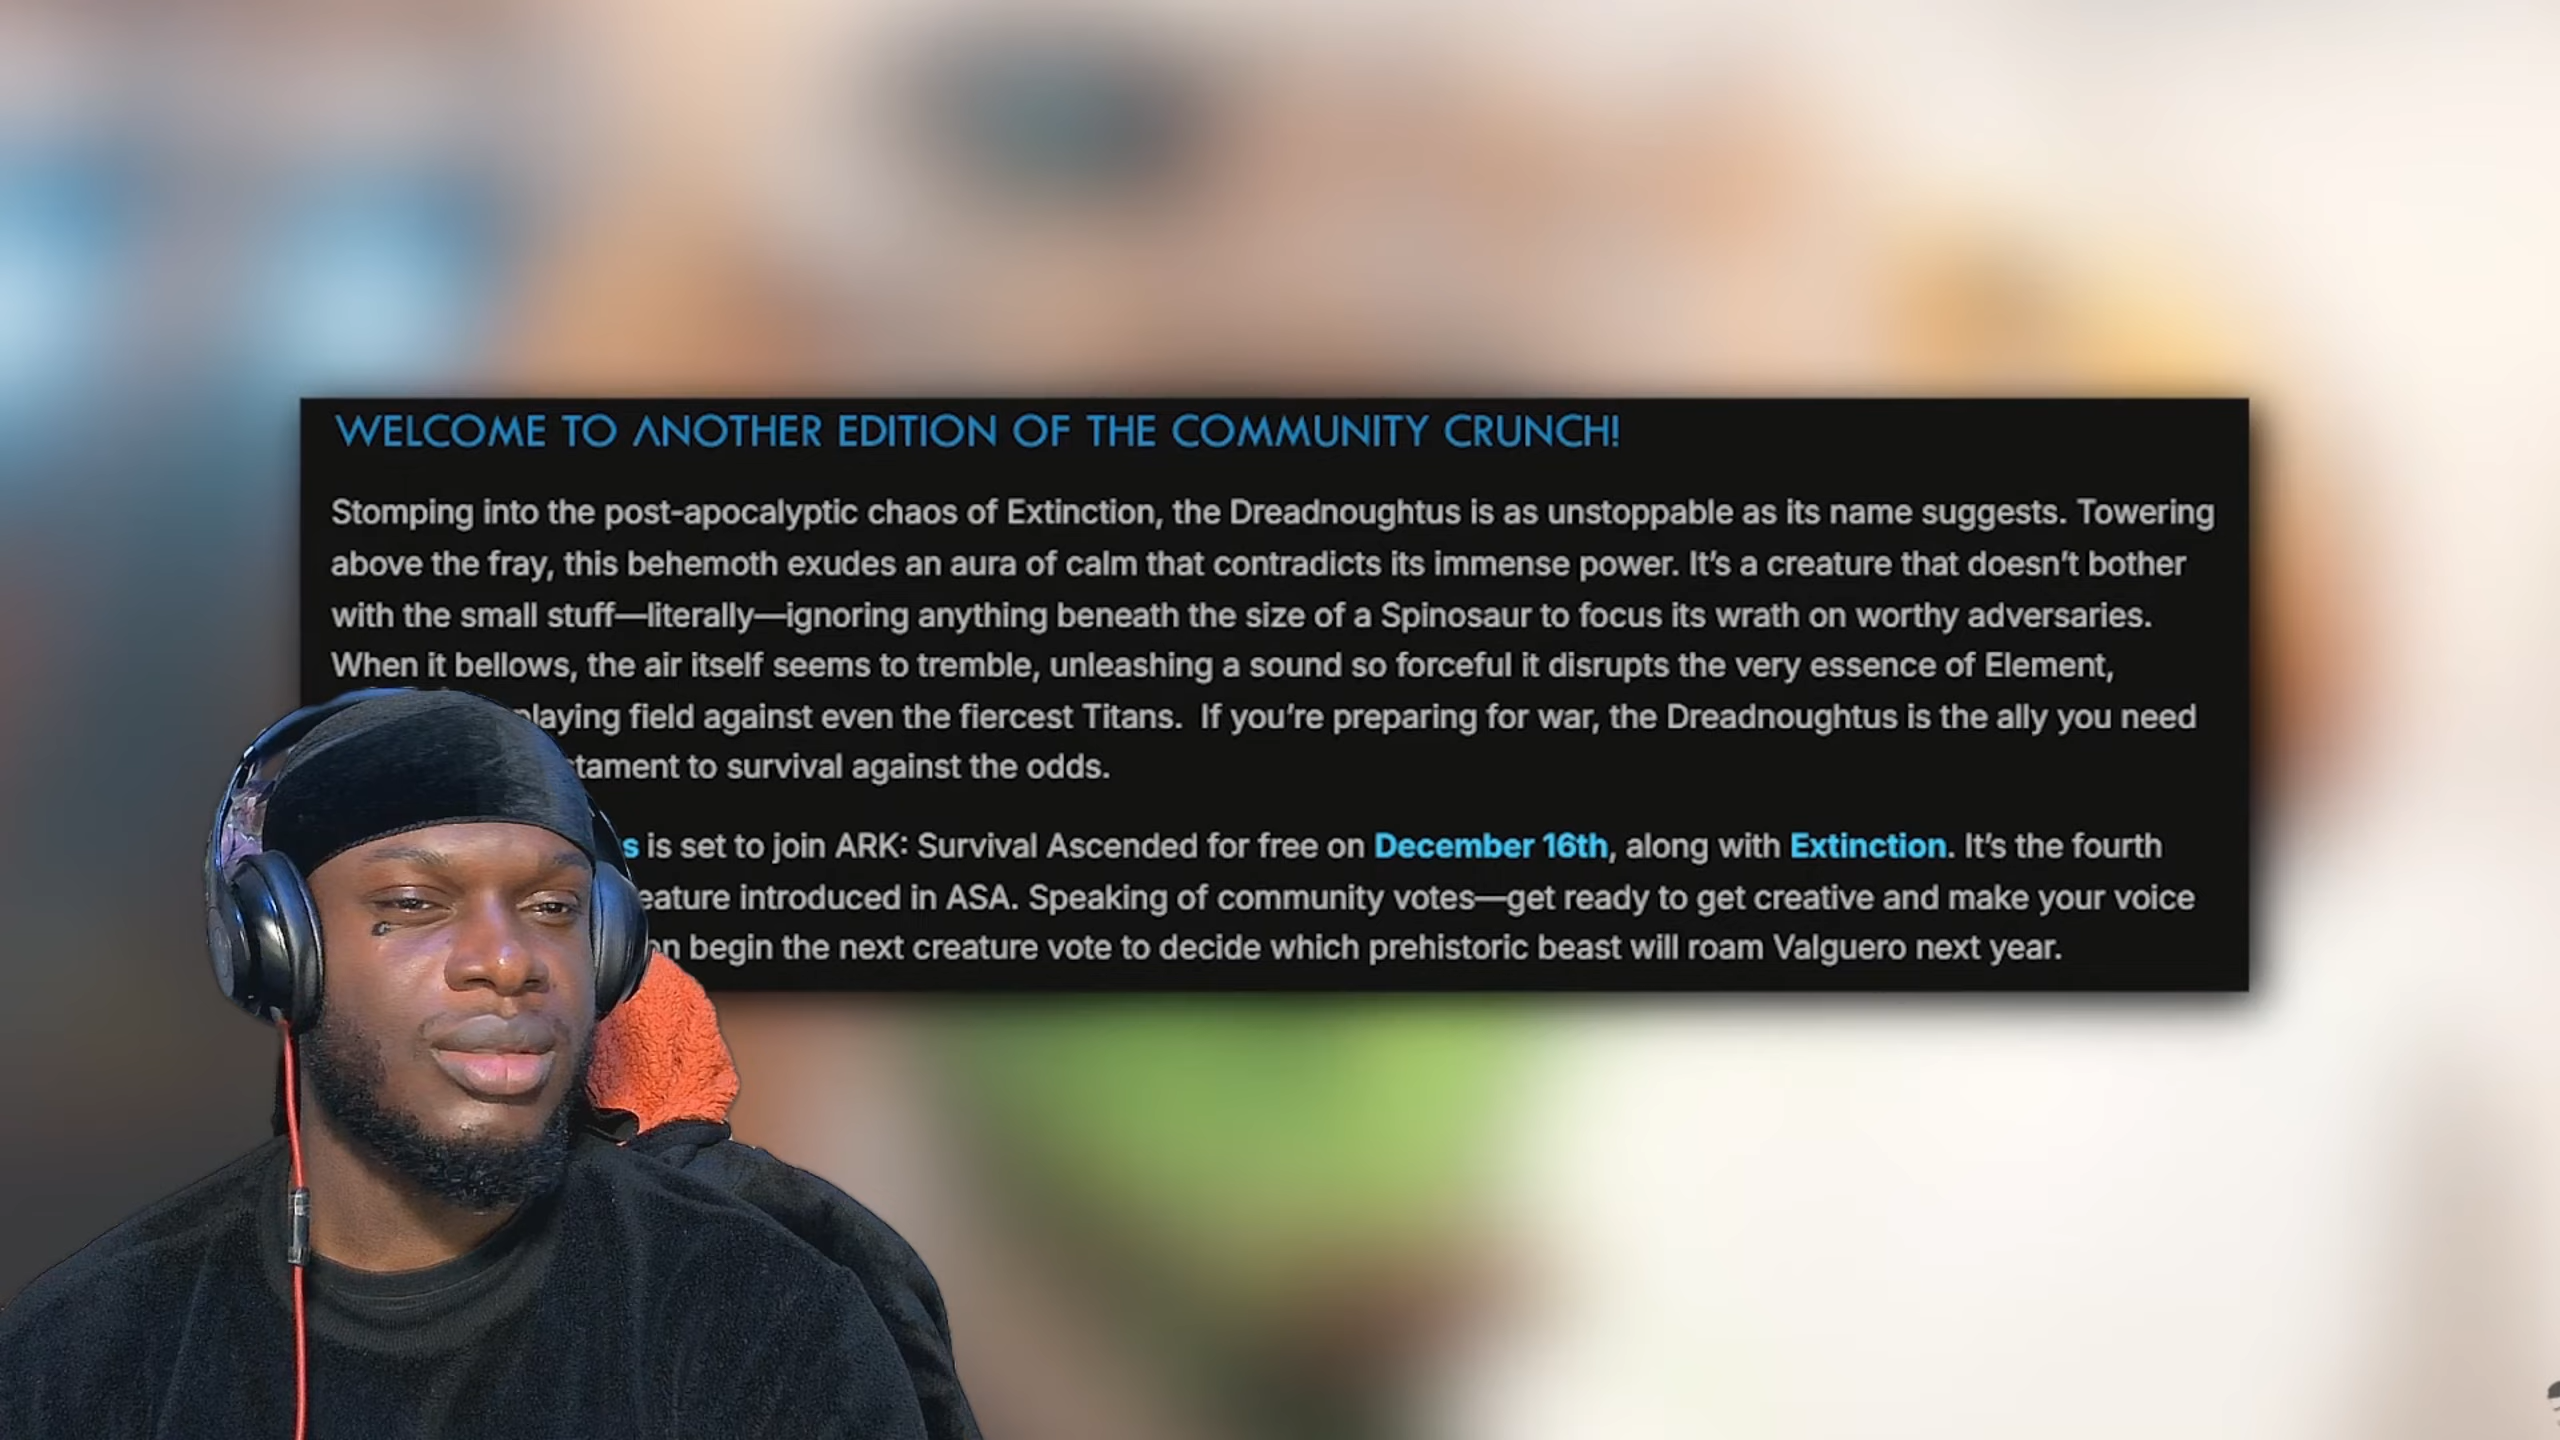 WELCOME TO ANOTHER EDITION OF THE COMMUNITY CRUNCH!
Stomping into the post-apocalyptic chaos of Extinction, the Dreadnoughtus is as unstoppable as its name suggests. Towering
above the fray, this behemoth exudes an aura of calm that contradicts its immense power. It’s a creature that doesn’t bother
with the small stuff—literally—ignoring anything beneath the size of a Spinosaur to focus its wrath on worthy adversaries.
When it bellows, the air itself seems to tremble, unleashing a sound so forceful it disrupts the very essence of Element,
playing field against even the fiercest Titans. If you’re preparing for war, the Dreadnoughtus is the ally you need
tament to survival against the odds.
s is set to join ARK: Survival Ascended for free on December 16th, along with Extinction. It’s the fourth
eature introduced in ASA. Speaking of community votes—get ready to get creative and make your voice
n begin the next creature vote to decide which prehistoric beast will roam Valguero next year.